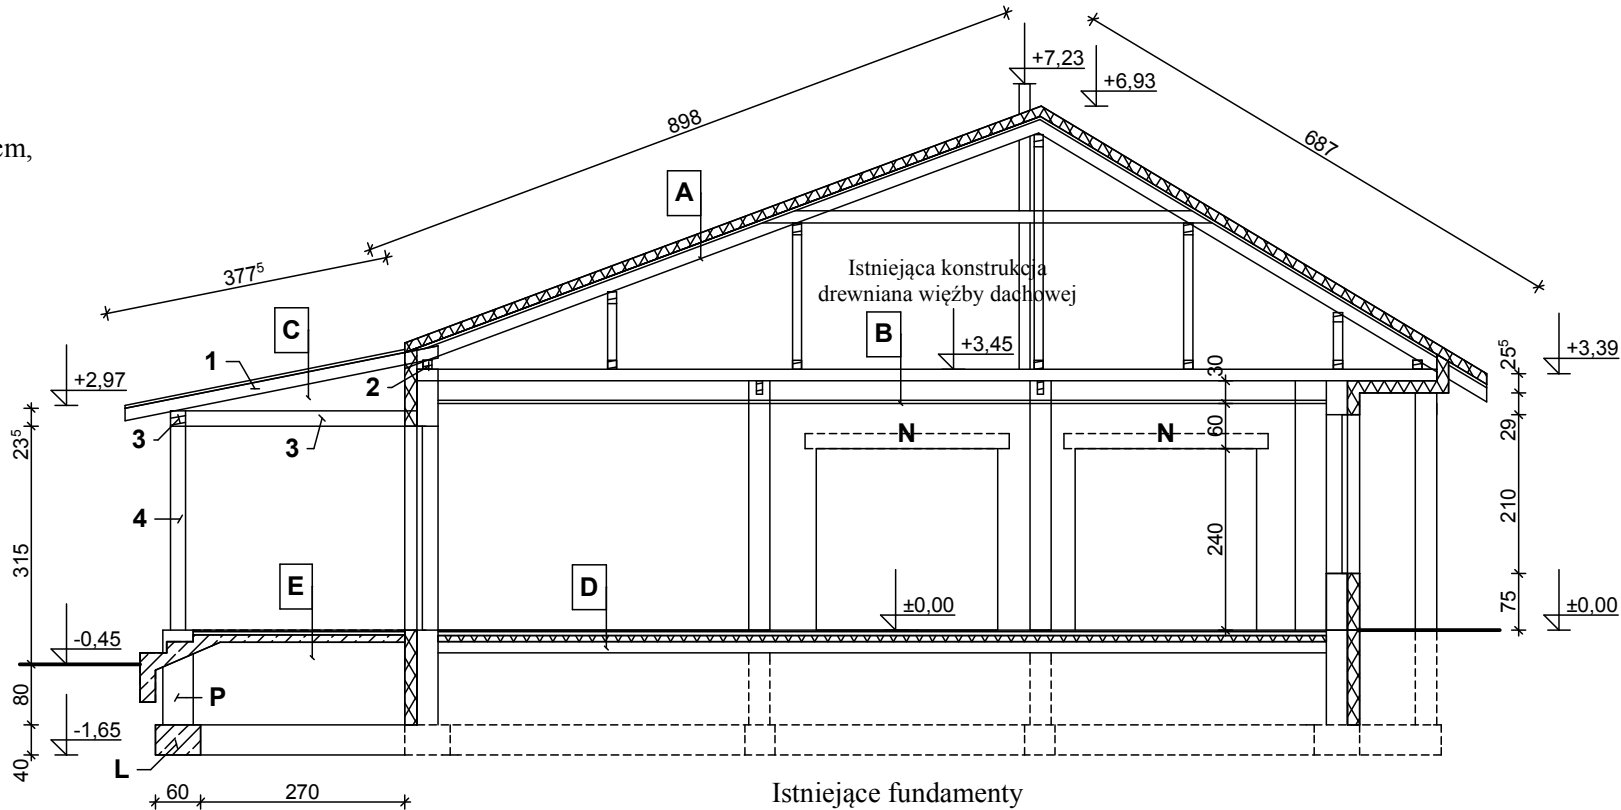 +7,23
+6,93
898
687
cm,
A
377⁵
Istniejąca konstrukcja
drewniana więźby dachowej
C
B
1
2
+3,45
30
25⁵
+3,39
+2,97
3
3
23⁵
N
N
60
29
4
210
240
315
E
D
±0,00
75
±0,00
-0,45
80
P
-1,65
40
L
60
270
Istniejące fundamenty